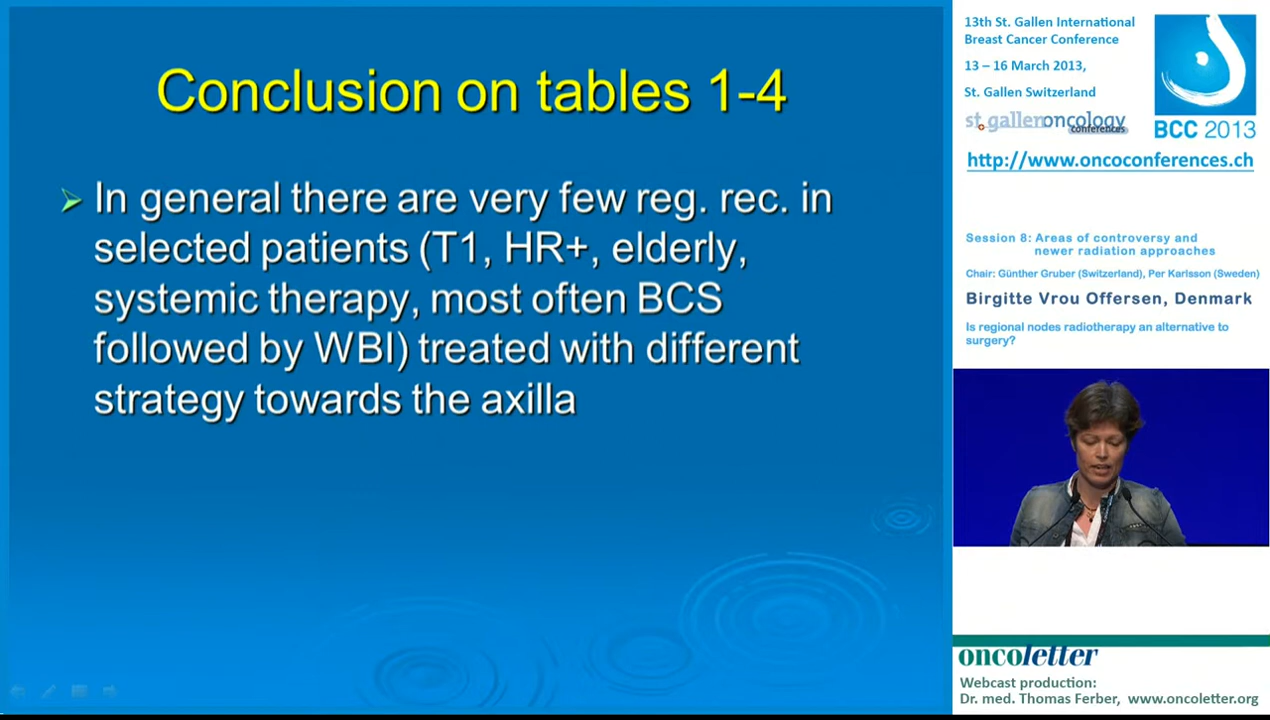 Conclusion on tables 1-4
In general there are very few reg. rec. in
selected patients (T1, HR+, elderly,
systemic therapy, most often BCS
followed by WBI) treated with different
strategy towards the axilla
13th St. Gallen International
Breast Cancer Conference
13 – 16 March 2013,
St. Gallen Switzerland
st.gallenoncology
conferences
BCC 2013
http://www.oncoconferences.ch
Session 8: Areas of controversy and
newer radiation approaches
Chair: Günther Gruber (Switzerland), Per Karlsson (Sweden)
Birgitte Vrou Offersen, Denmark
Is regional nodes radiotherapy an alternative to
surgery?
oncoletter
Webcast production:
Dr. med. Thomas Ferber, www.oncoletter.org